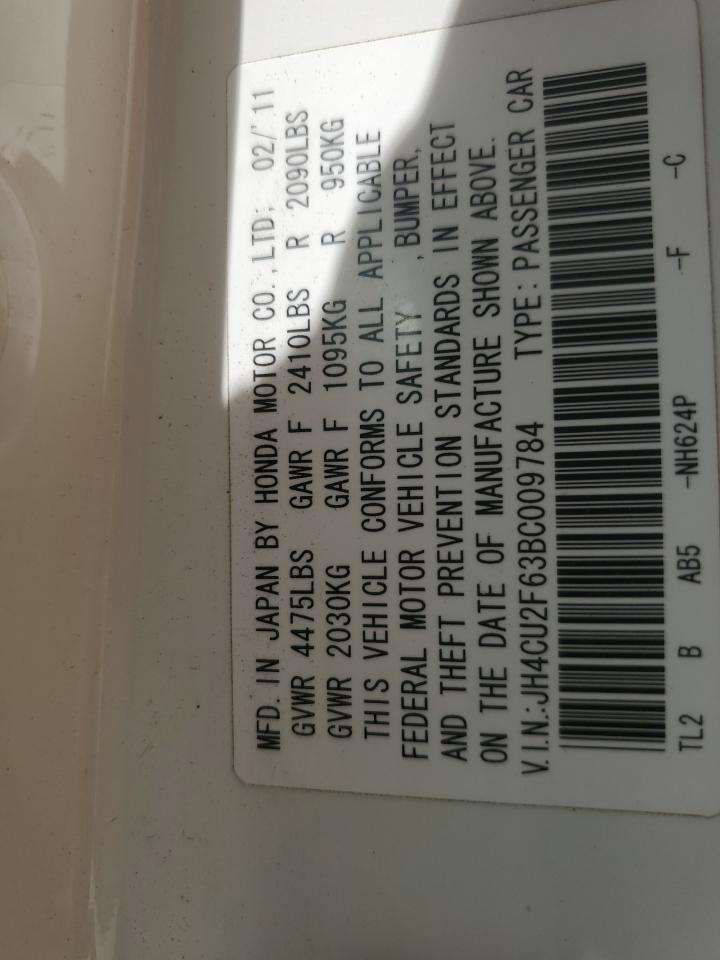 MFD. IN JAPAN BY HONDA MOTOR CO.,LTD; 02/'11
GVWR 4475LBS GAWR F 2410LBS R 2090LBS
GVWR 2030KG GAWR F 1095KG R 950KG
THIS VEHICLE CONFORMS TO ALL APPLICABLE
FEDERAL MOTOR VEHICLE SAFETY ,BUMPER,
AND THEFT PREVENTION STANDARDS IN EFFECT
ON THE DATE OF MANUFACTURE SHOWN ABOVE.
V.I.N.:JH4CU2F63BC009784 TYPE:PASSENGER CAR
TL2 B AB5 -NH624P -F -C